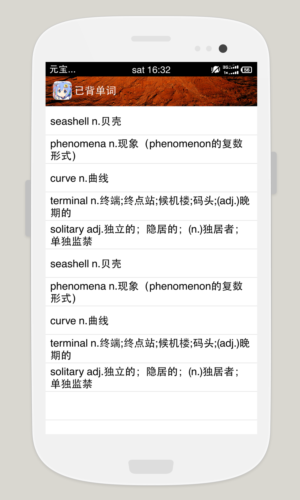 元宝...
sat 16:32
已背单词
seashell n.贝壳
phenomena n.现象（phenomenon的复数
形式）
curve n.曲线
terminal n.终端;终点站;候机楼;码头;(adj.)晚
期的
solitary adj.独立的；隐居的；(n.)独居者；
单独监禁
seashell n.贝壳
phenomena n.现象（phenomenon的复数
形式）
curve n.曲线
terminal n.终端;终点站;候机楼;码头;(adj.)晚
期的
solitary adj.独立的；隐居的；(n.)独居者；
单独监禁